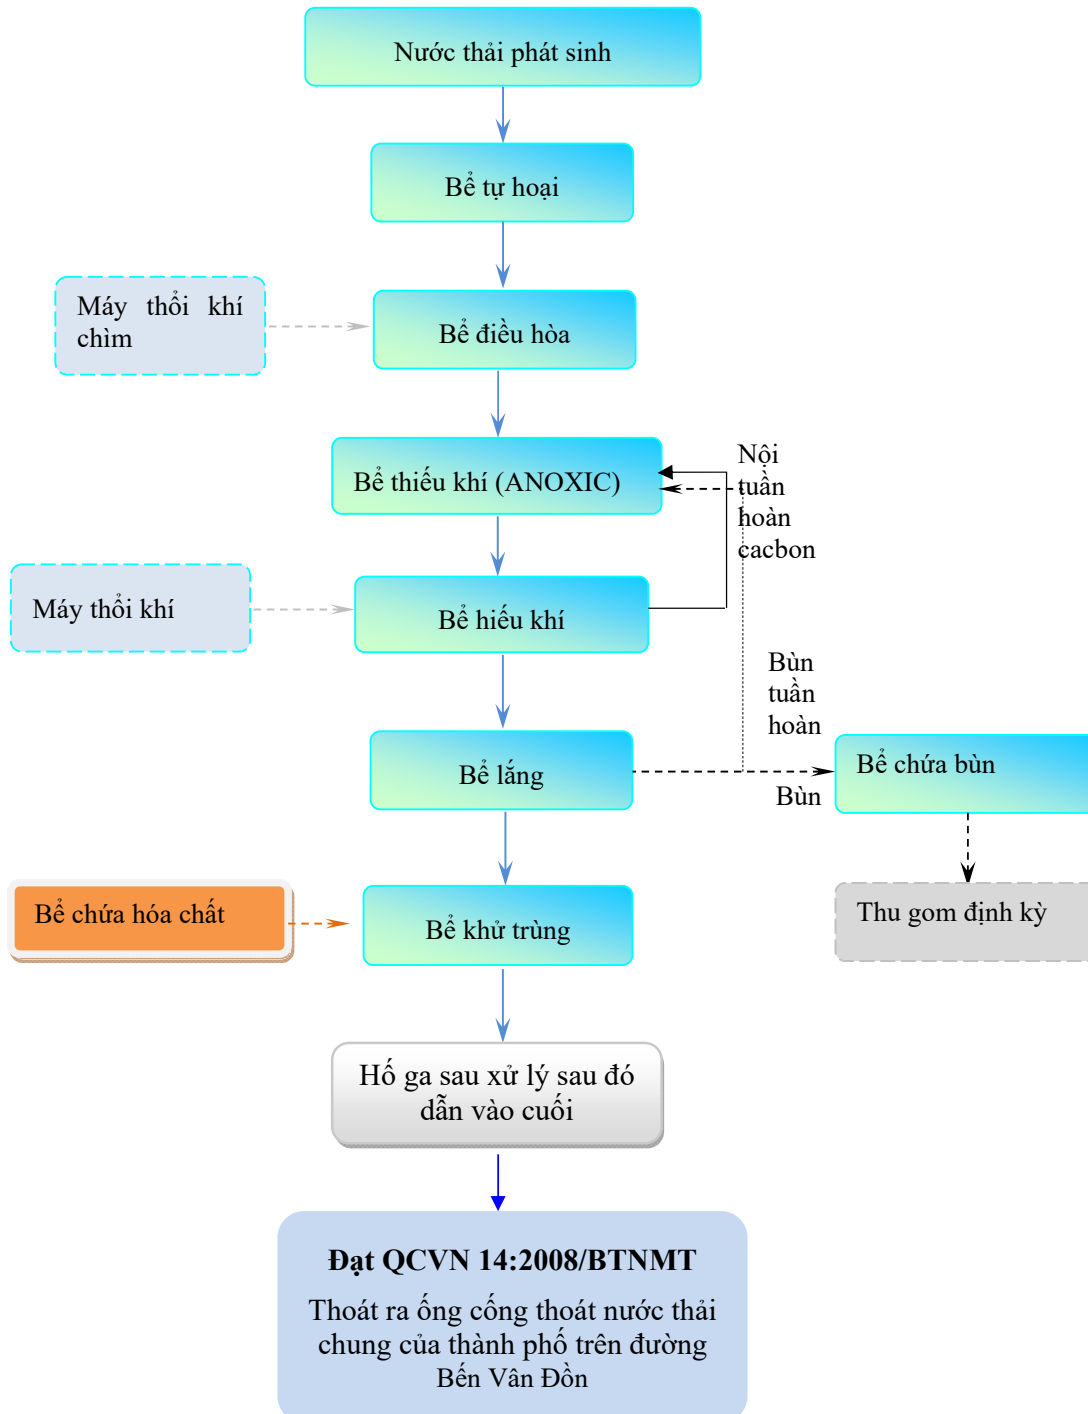 Nước thải phát sinh
Bể tự hoại
Máy thổi khí
chìm
Bể điều hòa
Nội
tuần
hoàn
cacbon
Bể thiếu khí (ANOXIC)
Máy thổi khí
Bể hiếu khí
Bùn
tuần
hoàn
Bể lắng
Bùn
Bể chứa bùn
Bể chứa hóa chất
Bể khử trùng
Thu gom định kỳ
Hố ga sau xử lý sau đó
dẫn vào cuối
Đạt QCVN 14:2008/BTNMT
Thoát ra ống cống thoát nước thải
chung của thành phố trên đường
Bến Vân Đồn